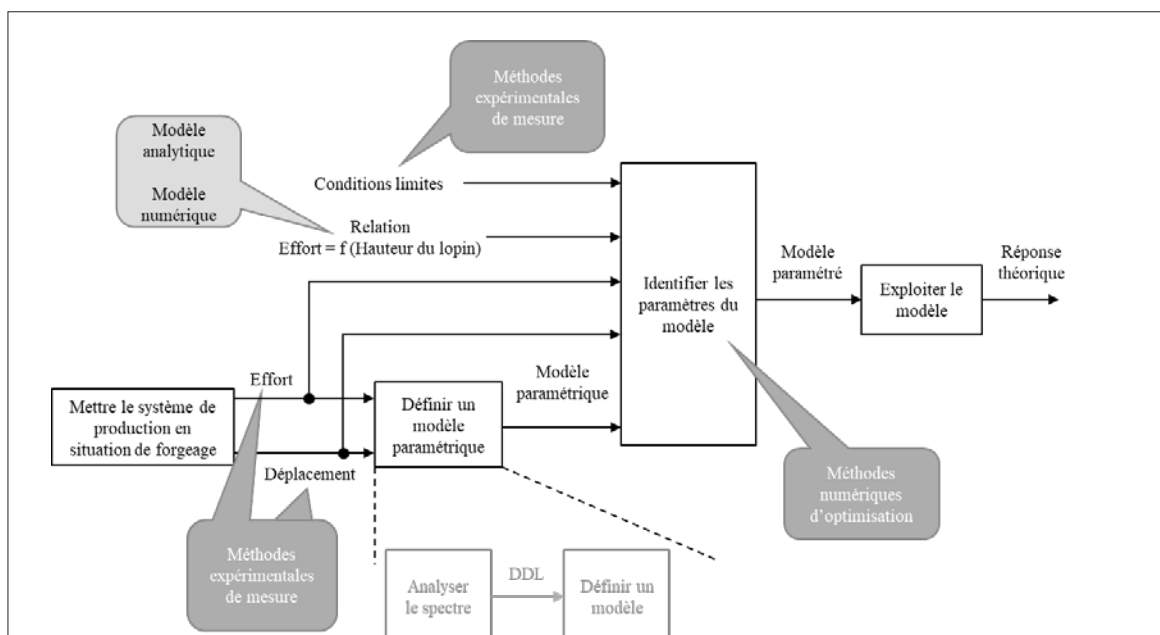 Méthodes
expérimentales
de mesure
Modèle
analytique
Modèle
numérique
Conditions limites
Relation
Effort = f (Hauteur du lopin)
Identifier les
paramètres du
modèle
Modèle
paramétré
Exploiter le
modèle
Réponse
théorique
Effort
Mettre le système de
production en
situation de forgeage
Définir un
modèle
paramétrique
Modèle
paramétrique
Déplacement
Méthodes
numériques
d'optimisation
Méthodes
expérimentales
de mesure
Analyser
le spectre
DDL
Définir un
modèle